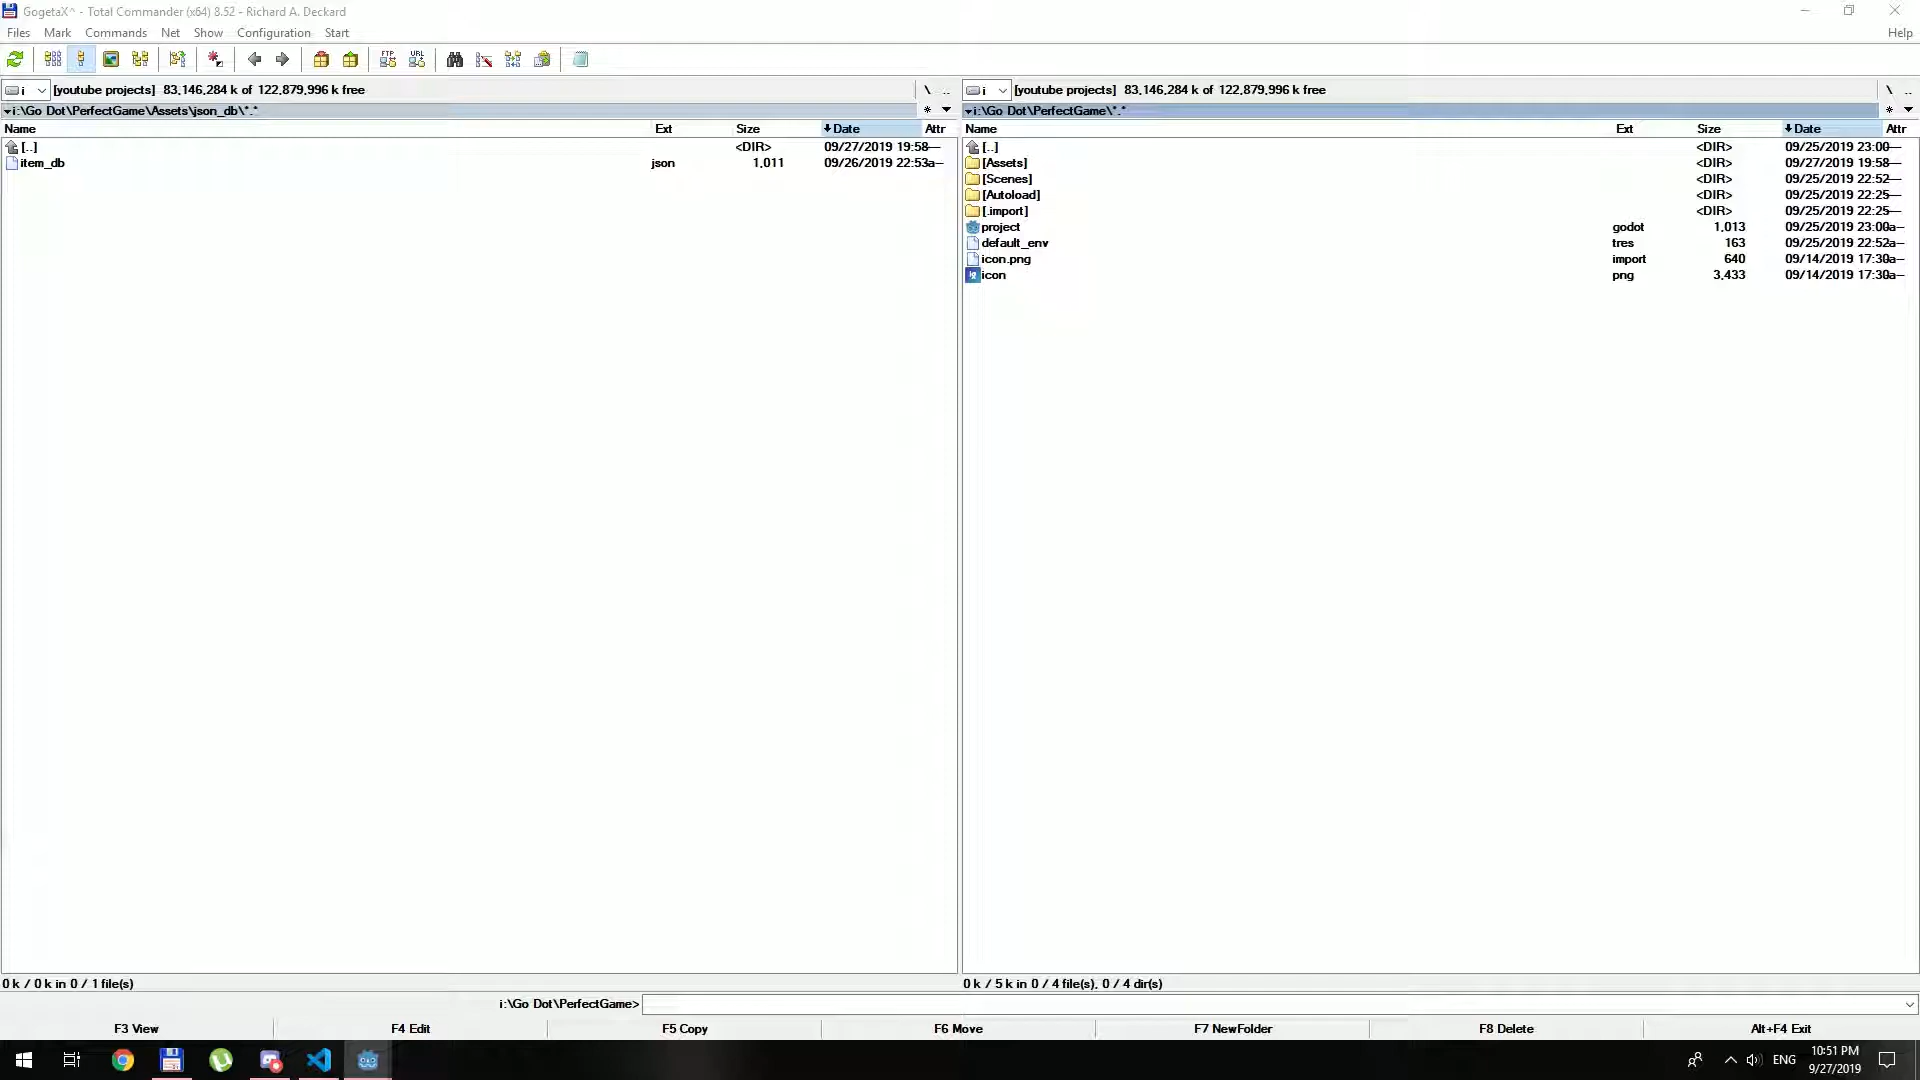 GogetaX^ - Total Commander (x64) 8.52 - Richard A. Deckard
Files Mark Commands Net Show Configuration Start Help
FTP URL
i [youtube projects] 83,146,284 k of 122,879,996 k free \ ..
i:\Go Dot\PerfectGame\Assets\json_db\*.* * 
Name Ext Size Date Attr
[..] <DIR> 09/27/2019 19:58 —
item_db json 1,011 09/26/2019 22:53 a—
0 k / 0 k in 0 / 1 file(s)
i [youtube projects] 83,146,284 k of 122,879,996 k free \ ..
i:\Go Dot\PerfectGame\*.* *
Name Ext Size Date Attr
[..] <DIR> 09/25/2019 23:00 —
[Assets] <DIR> 09/27/2019 19:58 —
[Scenes] <DIR> 09/25/2019 22:52 —
[Autoload] <DIR> 09/25/2019 22:25 —
[.import] <DIR> 09/25/2019 22:25 —
project godot 1,013 09/25/2019 23:00 a—
default_env tres 163 09/25/2019 22:52 a—
icon.png import 640 09/14/2019 17:30 a—
icon png 3,433 09/14/2019 17:30 a—
0 k / 5 k in 0 / 4 file(s), 0 / 4 dir(s)
i:\Go Dot\PerfectGame>
F3 View F4 Edit F5 Copy F6 Move F7 NewFolder F8 Delete Alt+F4 Exit
ENG
10:51 PM
9/27/2019